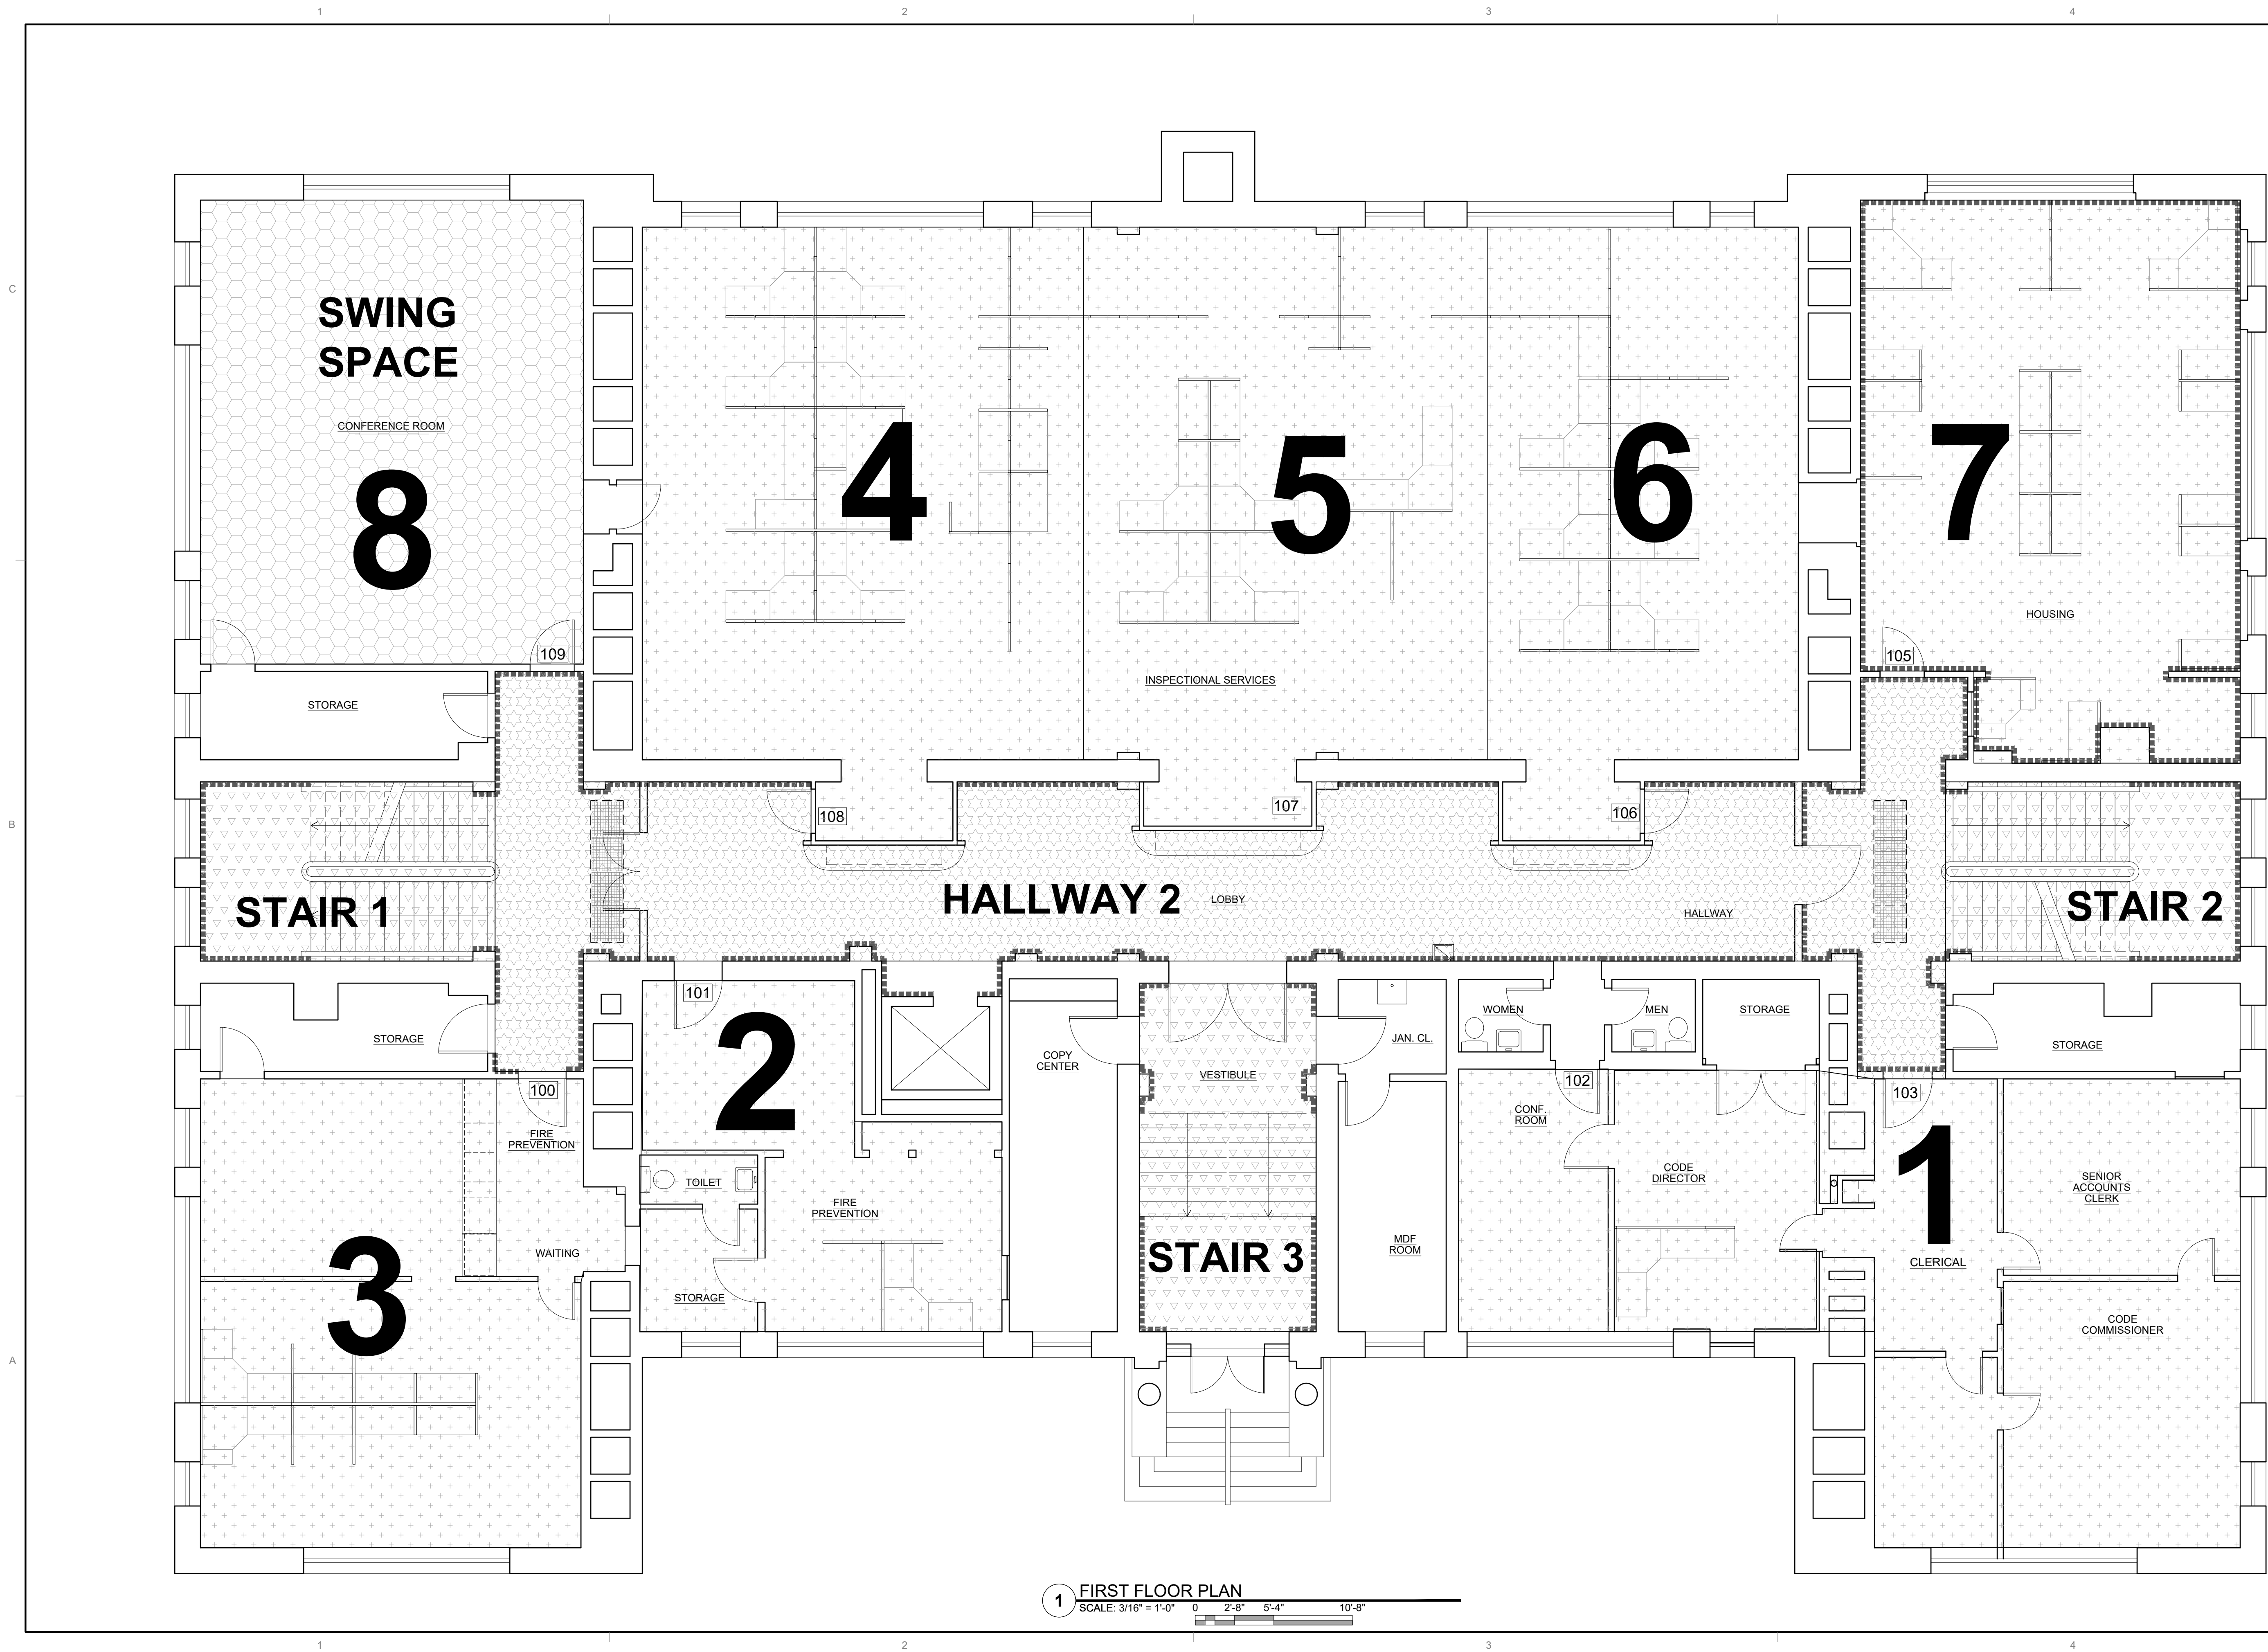 1 2 3 4
C
SWING
SPACE
CONFERENCE ROOM
8
4
5
6
7
HOUSING
109
105
INSPECTIONAL SERVICES
STORAGE
B
108
107
106
STAIR 1
HALLWAY 2
LOBBY
HALLWAY
STAIR 2
101
STORAGE
2
COPY
CENTER
VESTIBULE
JAN. CL.
WOMEN
MEN
STORAGE
STORAGE
100
FIRE
PREVENTION
102
103
CONF.
ROOM
CODE
DIRECTOR
1
SENIOR
ACCOUNTS
CLERK
TOILET
FIRE
PREVENTION
WAITING
3
STORAGE
STAIR 3
MDF
ROOM
CLERICAL
CODE
COMMISSIONER
A
1 FIRST FLOOR PLAN
SCALE: 3/16" = 1'-0" 0 2'-8" 5'-4" 10'-8"
1 2 3 4